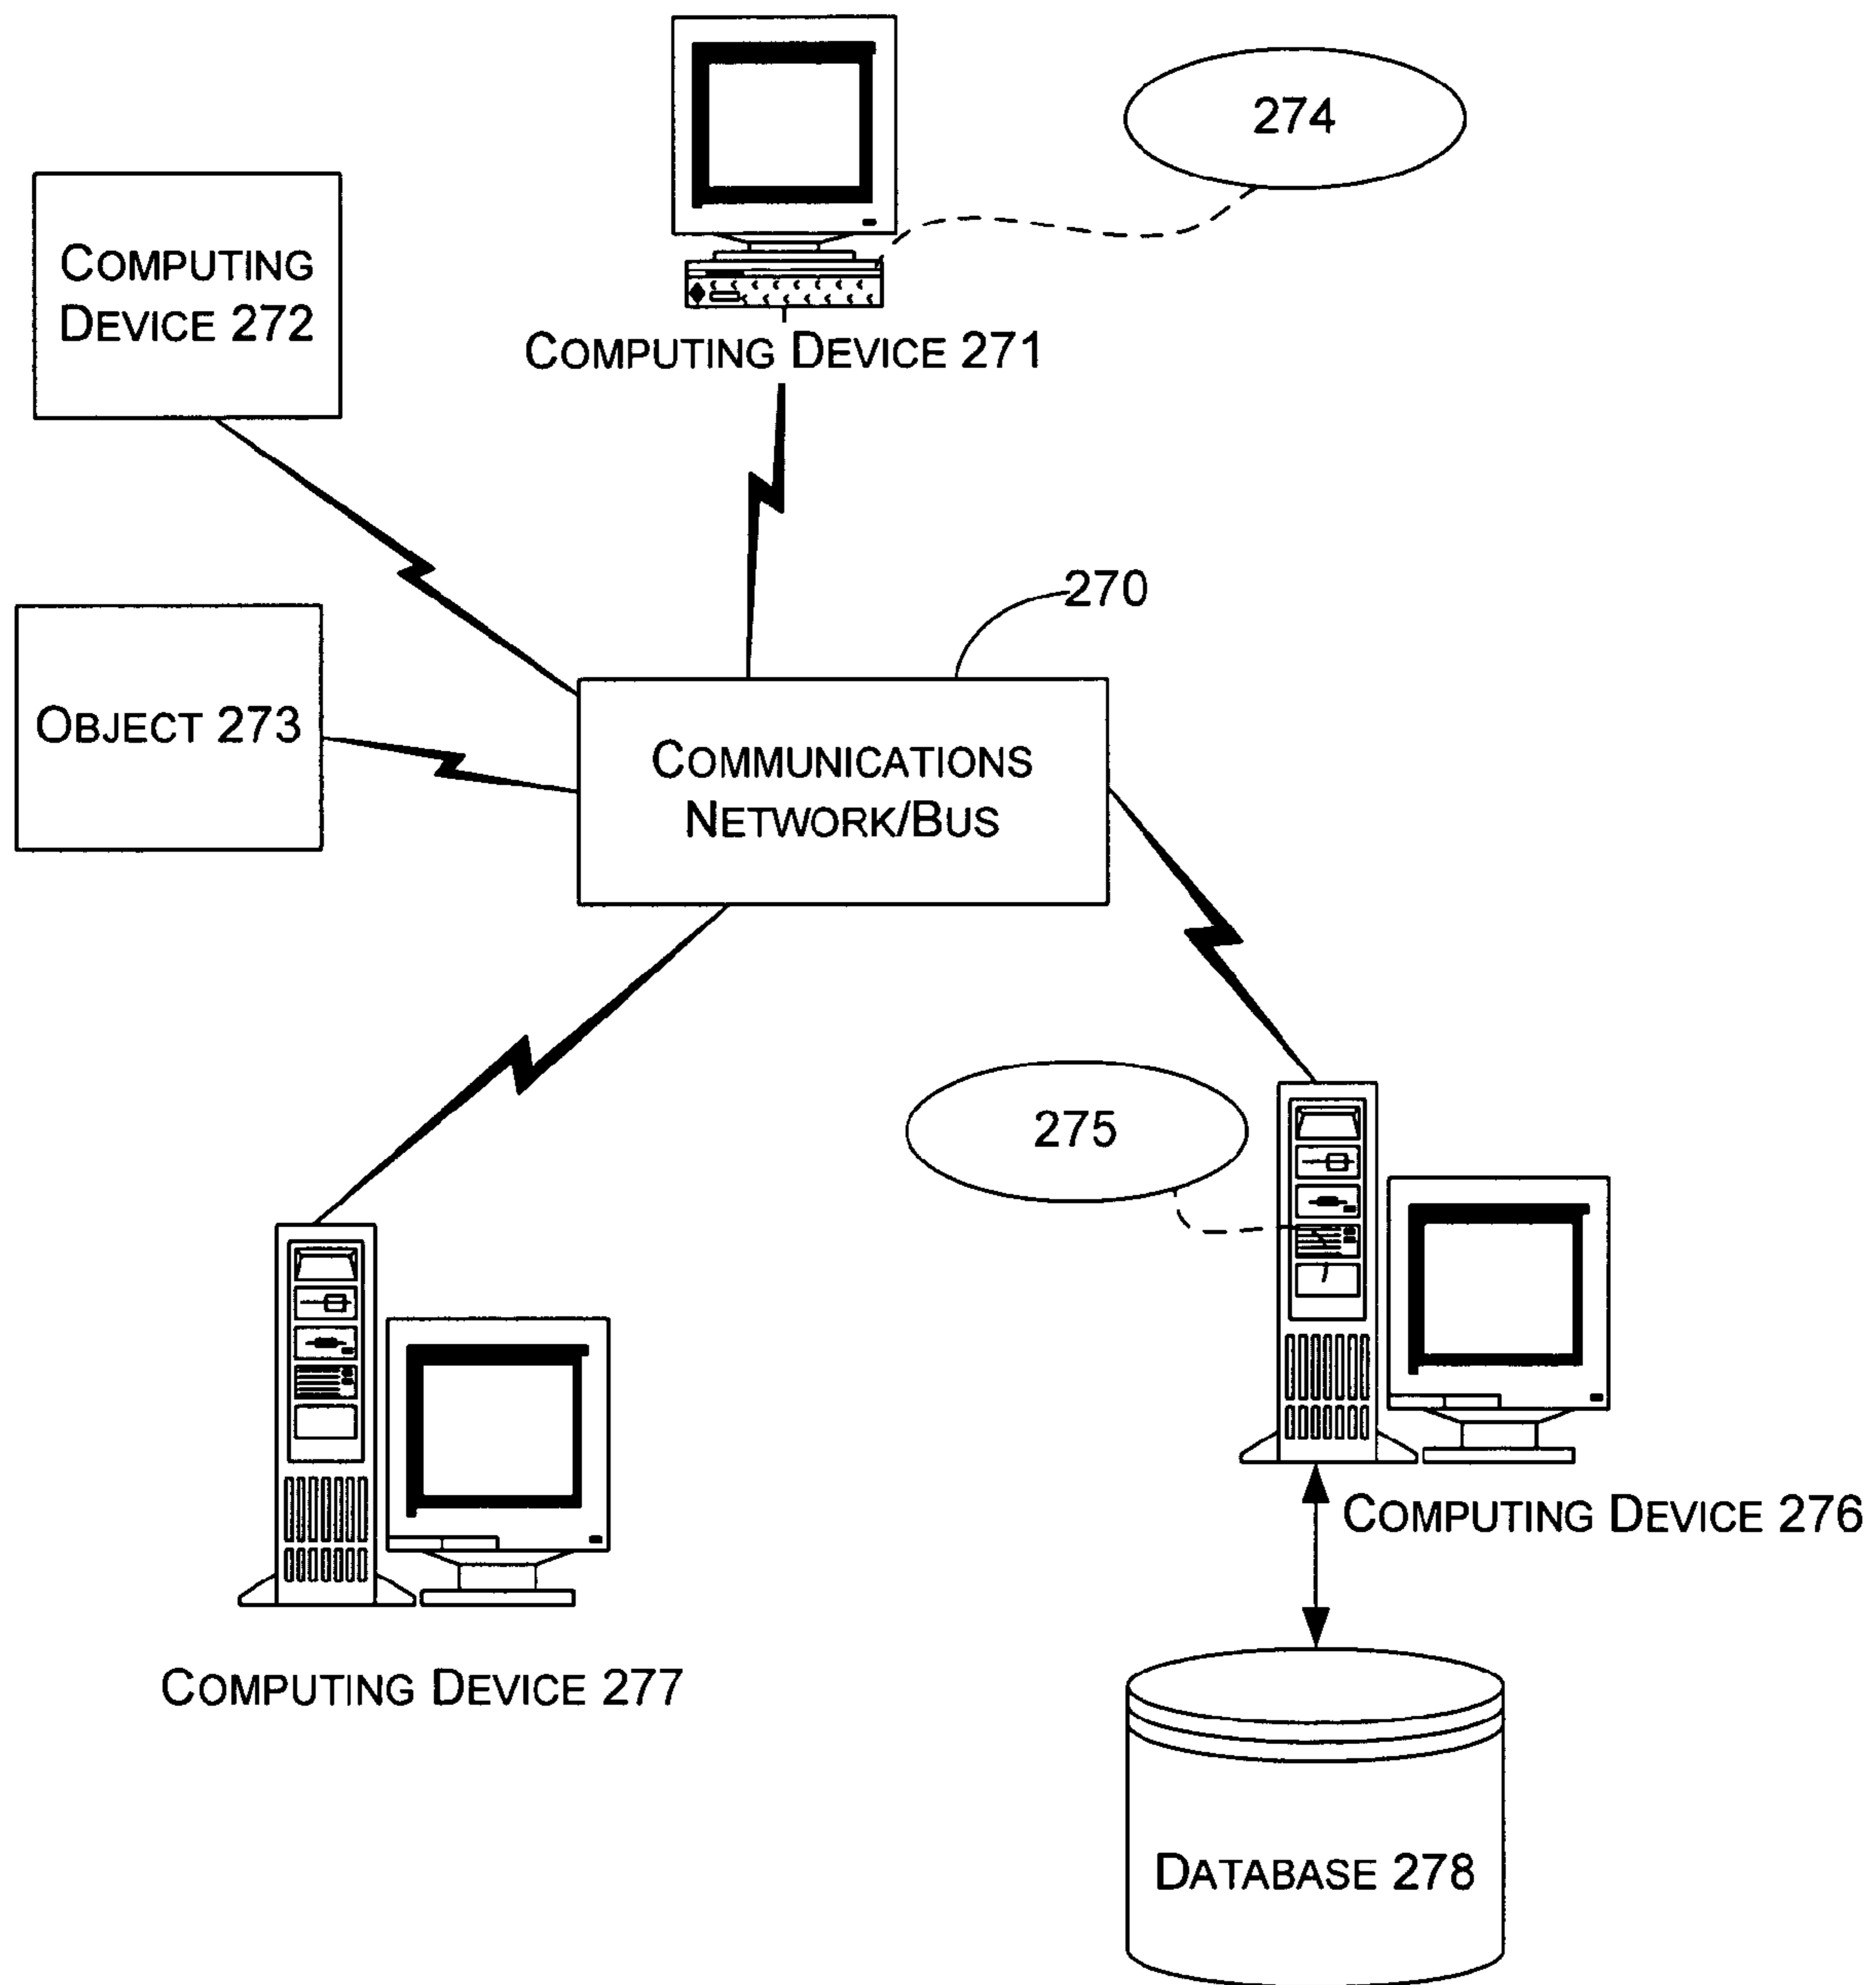 274
COMPUTING
DEVICE 272
COMPUTING DEVICE 271
270
OBJECT 273
COMMUNICATIONS
NETWORK/BUS
275
COMPUTING DEVICE 276
COMPUTING DEVICE 277
DATABASE 278